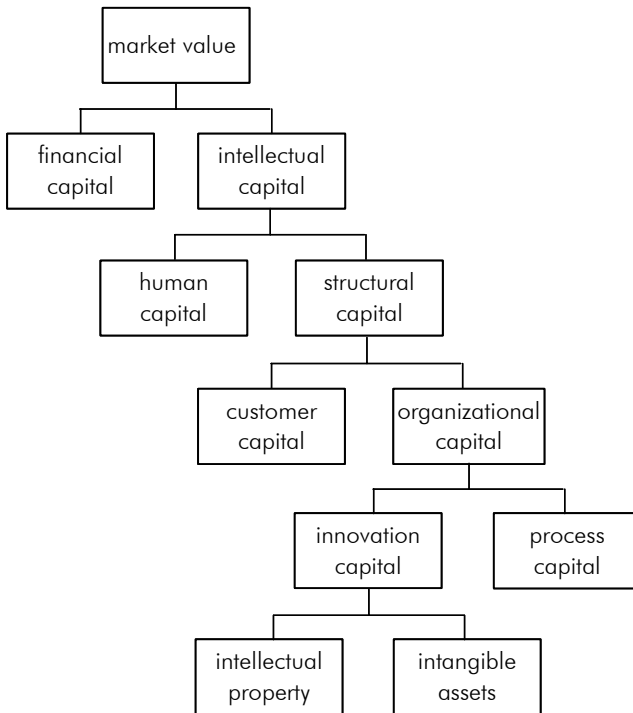 market value
financial
capital
intellectual
capital
human
capital
structural
capital
customer
capital
organizational
capital
innovation
capital
process
capital
intellectual
property
intangible
assets